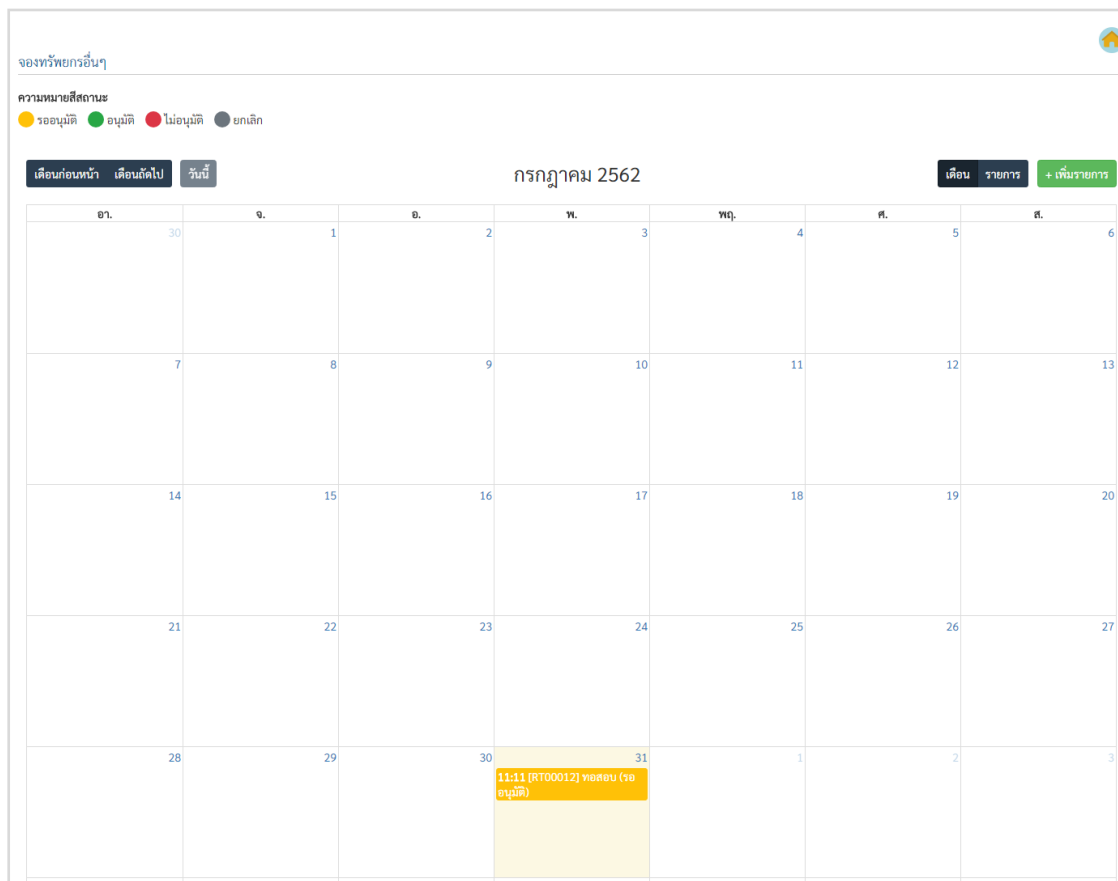 จองทรัพยกรอื่นๆ
ความหมายสีสถานะ
รออนุมัติ อนุมัติ ไม่อนุมัติ ยกเลิก
เดือนก่อนหน้า เดือนถัดไป วันนี้ กรกฎาคม 2562 เดือน รายการ + เพิ่มรายการ
อา. จ. อ. พ. พฤ. ศ. ส.
30 1 2 3 4 5 6
7 8 9 10 11 12 13
14 15 16 17 18 19 20
21 22 23 24 25 26 27
28 29 30 31 1 2 3
11:11 [RT00012] ทอสอบ (รอ
อนุมัติ)